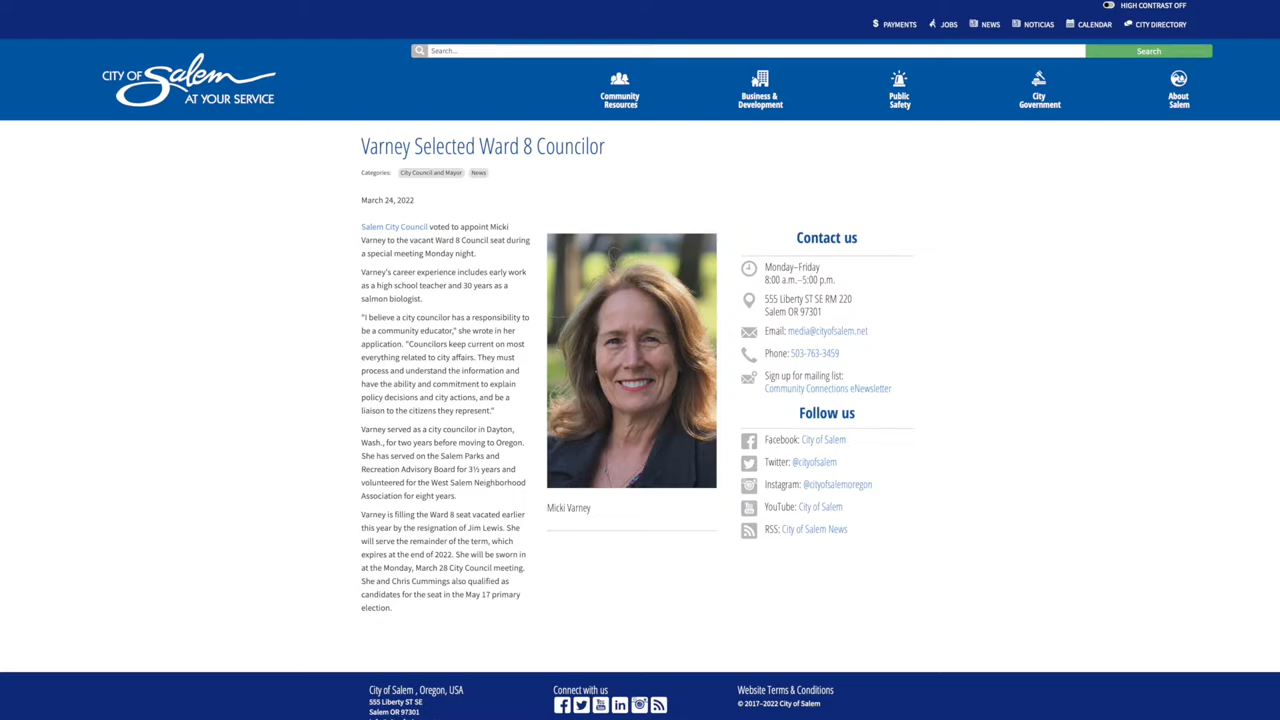 HIGH CONTRAST OFF
PAYMENTS JOBS NEWS NOTICIAS CALENDAR CITY DIRECTORY
Search... Search
CITY OF Salem
AT YOUR SERVICE
Community
Resources
Business &
Development
Public
Safety
City
Government
About
Salem
Varney Selected Ward 8 Councilor
Categories: City Council and Mayor News
March 24, 2022
Salem City Council voted to appoint Micki
Varney to the vacant Ward 8 Council seat during
a special meeting Monday night.
Varney's career experience includes early work
as a high school teacher and 30 years as a
salmon biologist.
"I believe a city councilor has a responsibility to
be a community educator," she wrote in her
application. "Councilors keep current on most
everything related to city affairs. They must
process and understand the information and
have the ability and commitment to explain
policy decisions and city actions, and be a
liaison to the citizens they represent."
Varney served as a city councilor in Dayton,
Wash., for two years before moving to Oregon.
She has served on the Salem Parks and
Recreation Advisory Board for 3½ years and
volunteered for the West Salem Neighborhood
Association for eight years.
Varney is filling the Ward 8 seat vacated earlier
this year by the resignation of Jim Lewis. She
will serve the remainder of the term, which
expires at the end of 2022. She will be sworn in
at the Monday, March 28 City Council meeting.
She and Chris Cummings also qualified as
candidates for the seat in the May 17 primary
election.
Micki Varney
Contact us
Monday–Friday
8:00 a.m.–5:00 p.m.
555 Liberty ST SE RM 220
Salem OR 97301
Email: media@cityofsalem.net
Phone: 503-763-3459
Sign up for mailing list:
Community Connections eNewsletter
Follow us
Facebook: City of Salem
Twitter: @cityofsalem
Instagram: @cityofsalemoregon
YouTube: City of Salem
RSS: City of Salem News
City of Salem , Oregon, USA
555 Liberty ST SE
Salem OR 97301
Connect with us
Website Terms & Conditions
© 2017–2022 City of Salem